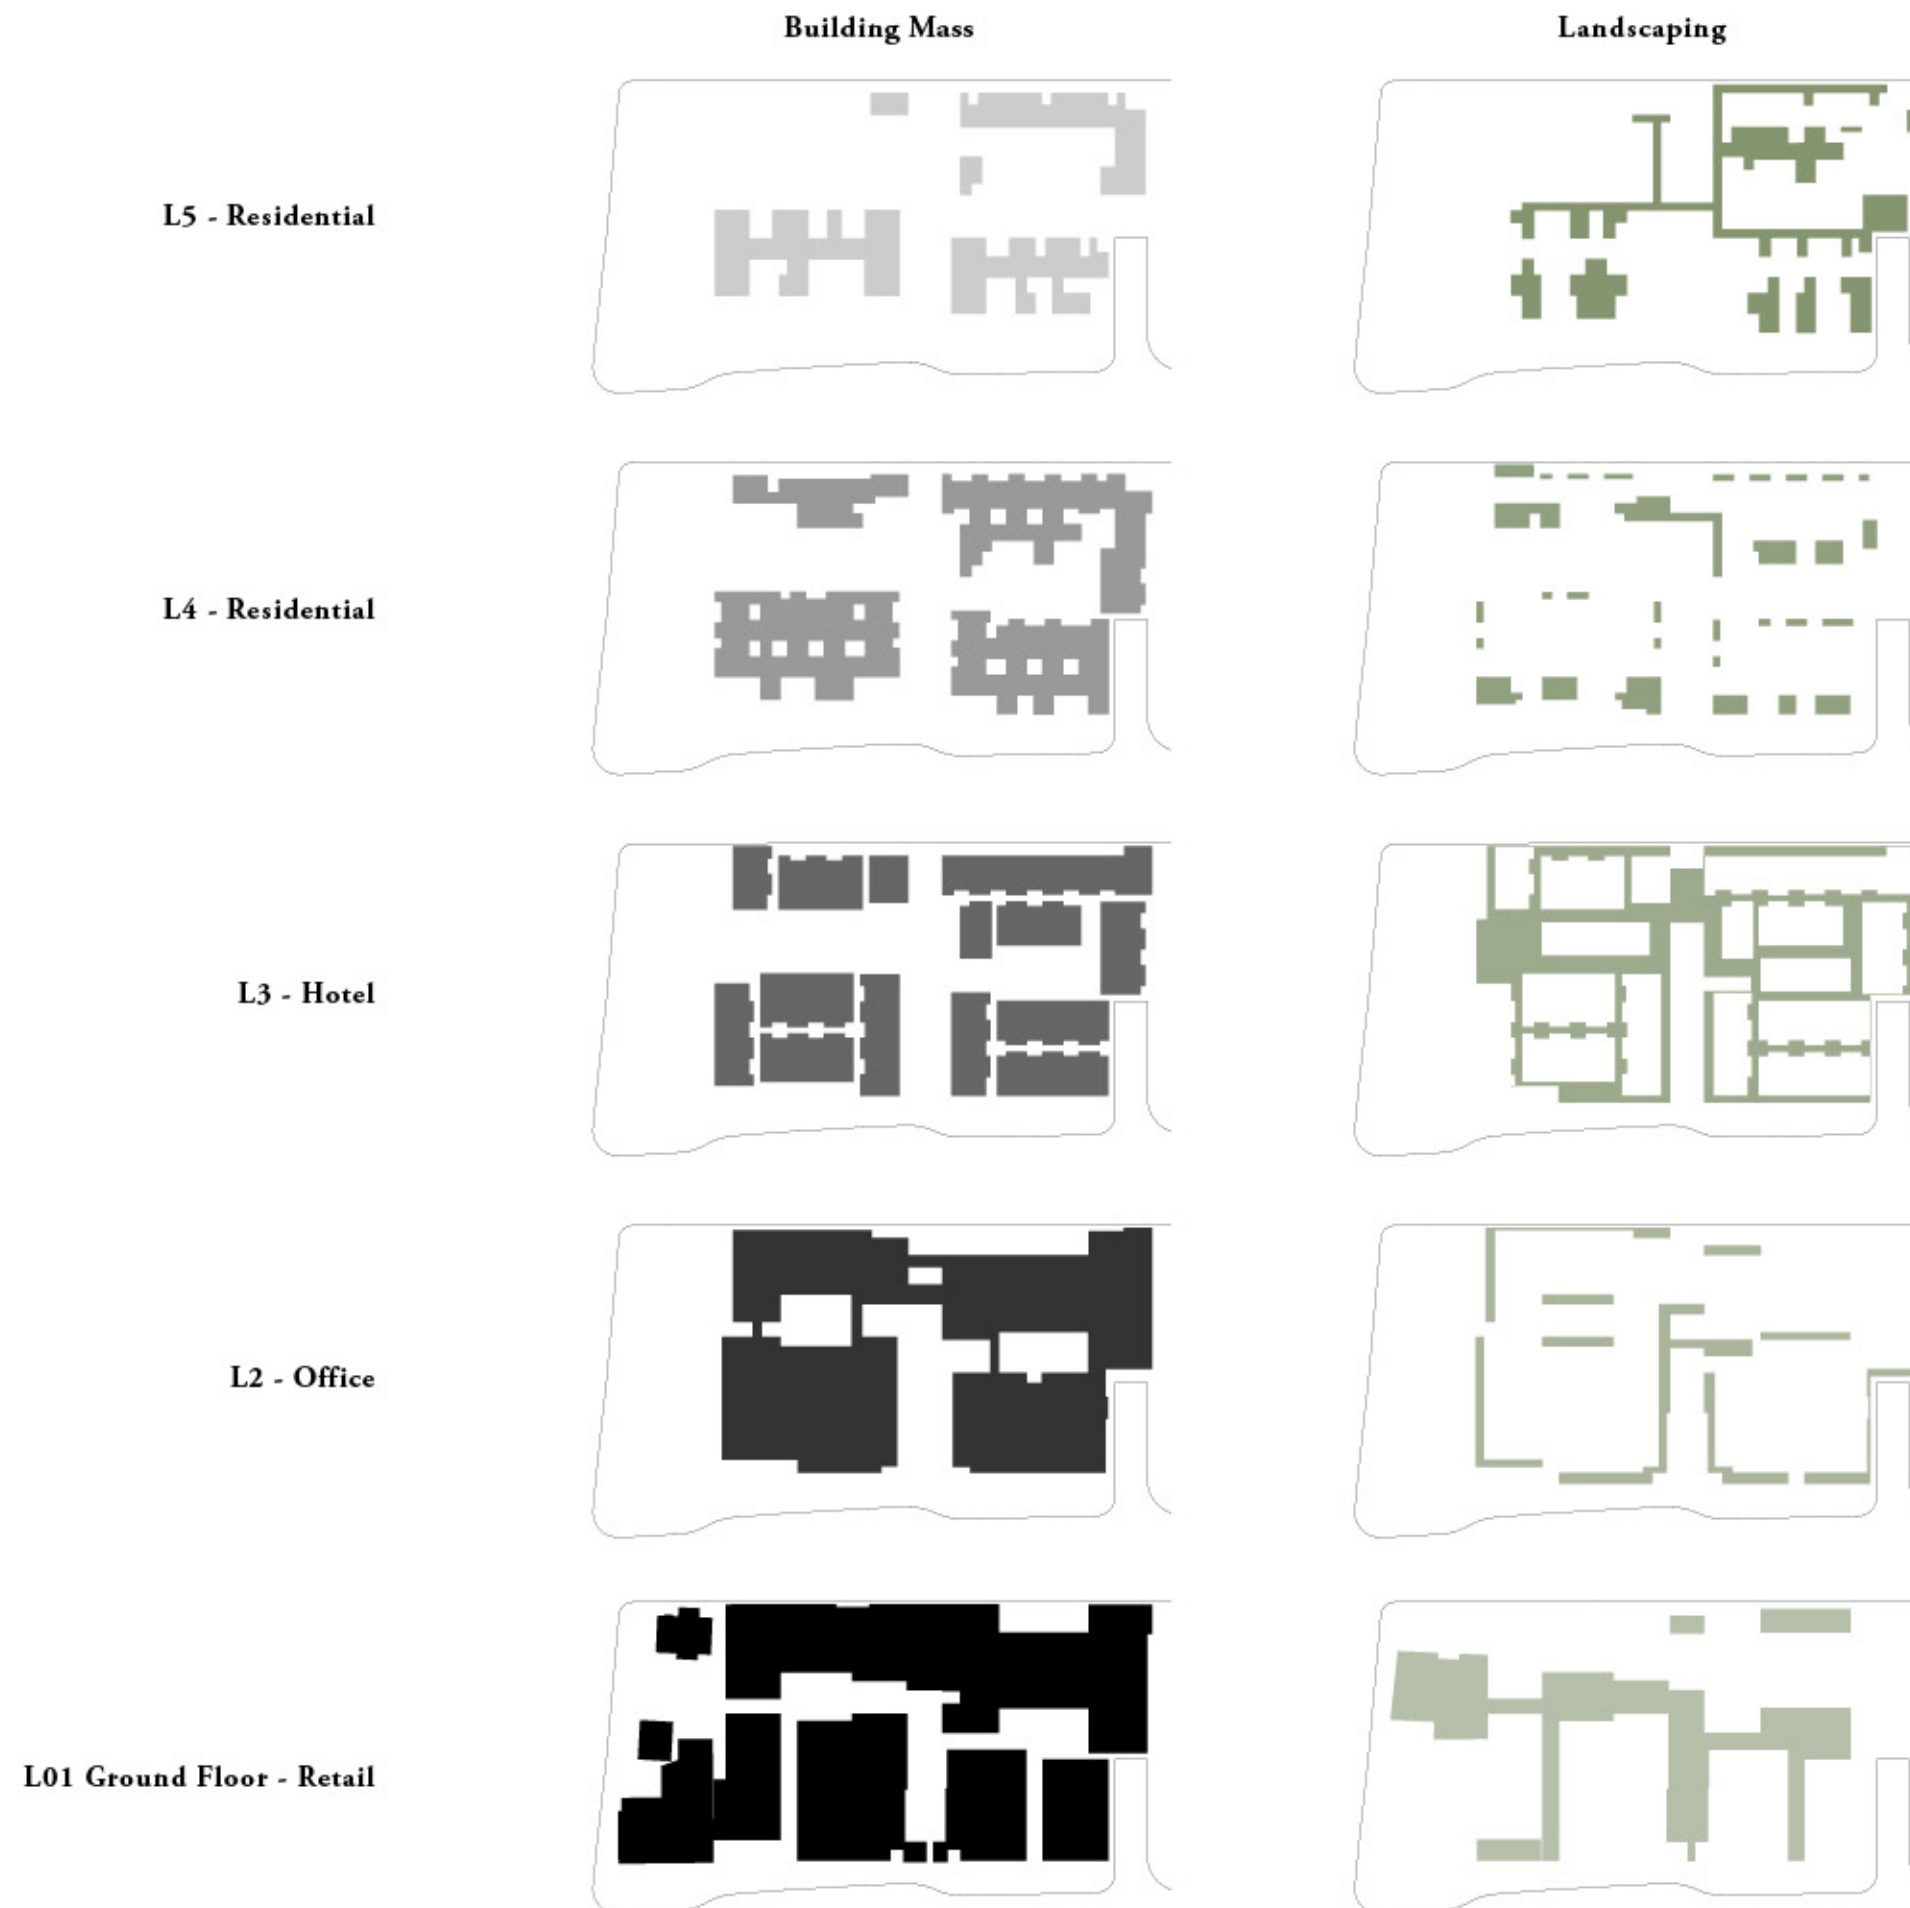 Building Mass
Landscaping
L5 - Residential
L4 - Residential
L3 - Hotel
L2 - Office
L01 Ground Floor - Retail